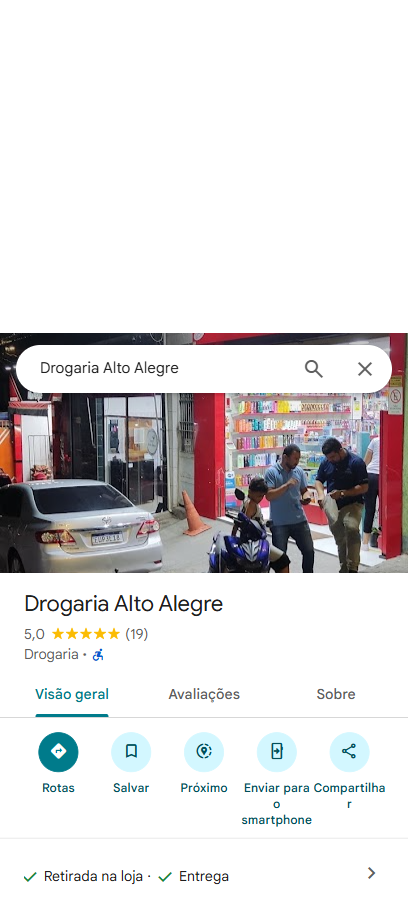 Drogaria Alto Alegre
Drogaria Alto Alegre
5,0 (19)
Drogaria ·
Visão geral Avaliações Sobre
Rotas Salvar Próximo Enviar para o smartphone Compartilhar
Retirada na loja · Entrega